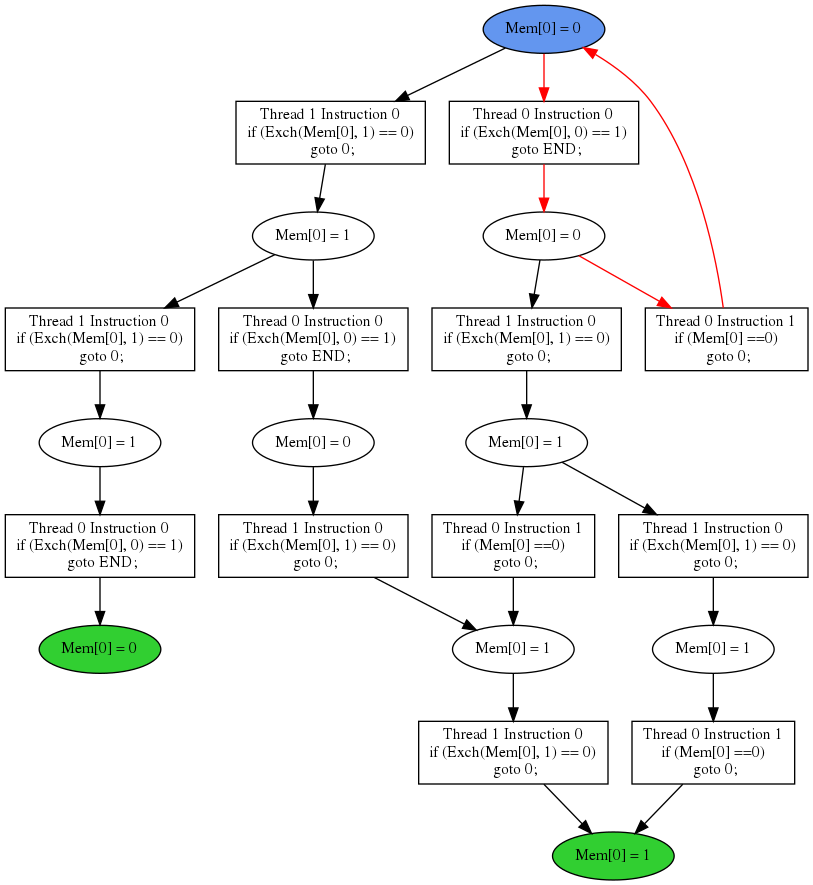 Mem[0] = 0
Thread 1 Instruction 0
if (Exch(Mem[0], 1) == 0)
goto 0;
Thread 0 Instruction 0
if (Exch(Mem[0], 0) == 1)
goto END;
Mem[0] = 1
Mem[0] = 0
Thread 1 Instruction 0
if (Exch(Mem[0], 1) == 0)
goto 0;
Thread 0 Instruction 0
if (Exch(Mem[0], 0) == 1)
goto END;
Thread 1 Instruction 0
if (Exch(Mem[0], 1) == 0)
goto 0;
Thread 0 Instruction 1
if (Mem[0] ==0)
goto 0;
Mem[0] = 1
Mem[0] = 0
Mem[0] = 1
Thread 0 Instruction 0
if (Exch(Mem[0], 0) == 1)
goto END;
Thread 1 Instruction 0
if (Exch(Mem[0], 1) == 0)
goto 0;
Thread 0 Instruction 1
if (Mem[0] ==0)
goto 0;
Thread 1 Instruction 0
if (Exch(Mem[0], 1) == 0)
goto 0;
Mem[0] = 0
Mem[0] = 1
Mem[0] = 1
Thread 1 Instruction 0
if (Exch(Mem[0], 1) == 0)
goto 0;
Thread 0 Instruction 1
if (Mem[0] ==0)
goto 0;
Mem[0] = 1